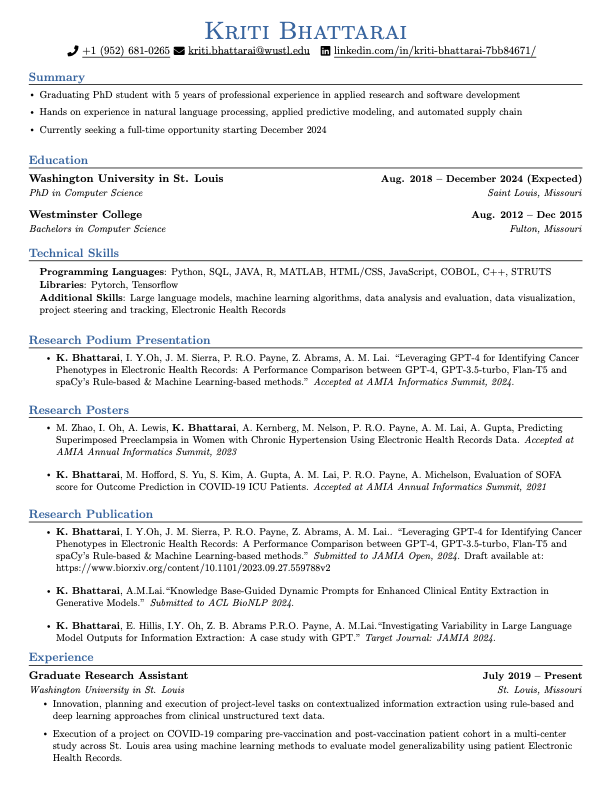 Kriti Bhattarai
+1 (952) 681-0265 kriti.bhattarai@wustl.edu linkedin.com/in/kriti-bhattarai-7bb84671/
Summary
• Graduating PhD student with 5 years of professional experience in applied research and software development
• Hands on experience in natural language processing, applied predictive modeling, and automated supply chain
• Currently seeking a full-time opportunity starting December 2024
Education
Washington University in St. Louis Aug. 2018 – December 2024 (Expected)
PhD in Computer Science Saint Louis, Missouri
Westminster College Aug. 2012 – Dec 2015
Bachelors in Computer Science Fulton, Missouri
Technical Skills
Programming Languages: Python, SQL, JAVA, R, MATLAB, HTML/CSS, JavaScript, COBOL, C++, STRUTS
Libraries: Pytorch, Tensorflow
Additional Skills: Large language models, machine learning algorithms, data analysis and evaluation, data visualization,
project steering and tracking, Electronic Health Records
Research Podium Presentation
• K. Bhattarai, I. Y.Oh, J. M. Sierra, P. R.O. Payne, Z. Abrams, A. M. Lai. “Leveraging GPT-4 for Identifying Cancer
Phenotypes in Electronic Health Records: A Performance Comparison between GPT-4, GPT-3.5-turbo, Flan-T5 and
spaCy’s Rule-based & Machine Learning-based methods.” Accepted at AMIA Informatics Summit, 2024.
Research Posters
• M. Zhao, I. Oh, A. Lewis, K. Bhattarai, A. Kernberg, M. Nelson, P. R.O. Payne, A. M. Lai, A. Gupta, Predicting
Superimposed Preeclampsia in Women with Chronic Hypertension Using Electronic Health Records Data. Accepted at
AMIA Annual Informatics Summit, 2023
• K. Bhattarai, M. Hofford, S. Yu, S. Kim, A. Gupta, A. M. Lai, P. R.O. Payne, A. Michelson, Evaluation of SOFA
score for Outcome Prediction in COVID-19 ICU Patients. Accepted at AMIA Annual Informatics Summit, 2021
Research Publication
• K. Bhattarai, I. Y.Oh, J. M. Sierra, P. R.O. Payne, Z. Abrams, A. M. Lai.. “Leveraging GPT-4 for Identifying Cancer
Phenotypes in Electronic Health Records: A Performance Comparison between GPT-4, GPT-3.5-turbo, Flan-T5 and
spaCy’s Rule-based & Machine Learning-based methods.” Submitted to JAMIA Open, 2024. Draft available at:
https://www.biorxiv.org/content/10.1101/2023.09.27.559788v2
• K. Bhattarai, A.M.Lai.“Knowledge Base-Guided Dynamic Prompts for Enhanced Clinical Entity Extraction in
Generative Models.” Submitted to ACL BioNLP 2024.
• K. Bhattarai, E. Hillis, I.Y. Oh, Z. B. Abrams P.R.O. Payne, A. M.Lai.“Investigating Variability in Large Language
Model Outputs for Information Extraction: A case study with GPT.” Target Journal: JAMIA 2024.
Experience
Graduate Research Assistant July 2019 – Present
Washington University in St. Louis St. Louis, Missouri
• Innovation, planning and execution of project-level tasks on contextualized information extraction using rule-based and
deep learning approaches from clinical unstructured text data.
• Execution of a project on COVID-19 comparing pre-vaccination and post-vaccination patient cohort in a multi-center
study across St. Louis area using machine learning methods to evaluate model generalizability using patient Electronic
Health Records.